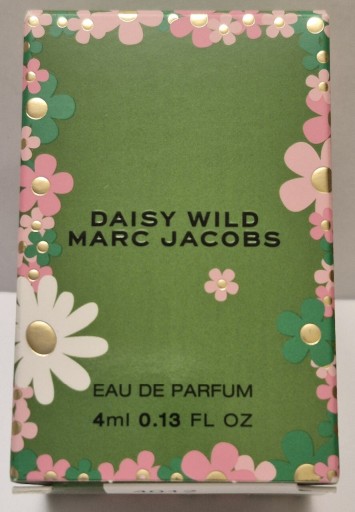 DAISY WILD
MARC JACOBS
EAU DE PARFUM
4ml 0.13 FL OZ